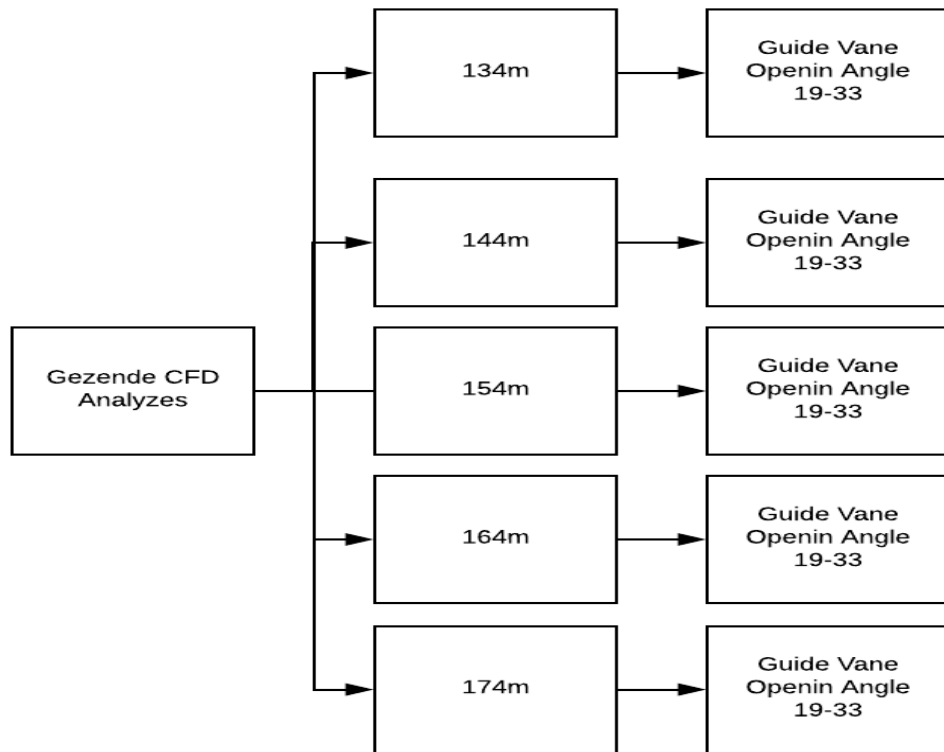 134m
Guide Vane
Openin Angle
19-33
144m
Guide Vane
Openin Angle
19-33
Gezende CFD
Analyzes
154m
Guide Vane
Openin Angle
19-33
164m
Guide Vane
Openin Angle
19-33
174m
Guide Vane
Openin Angle
19-33